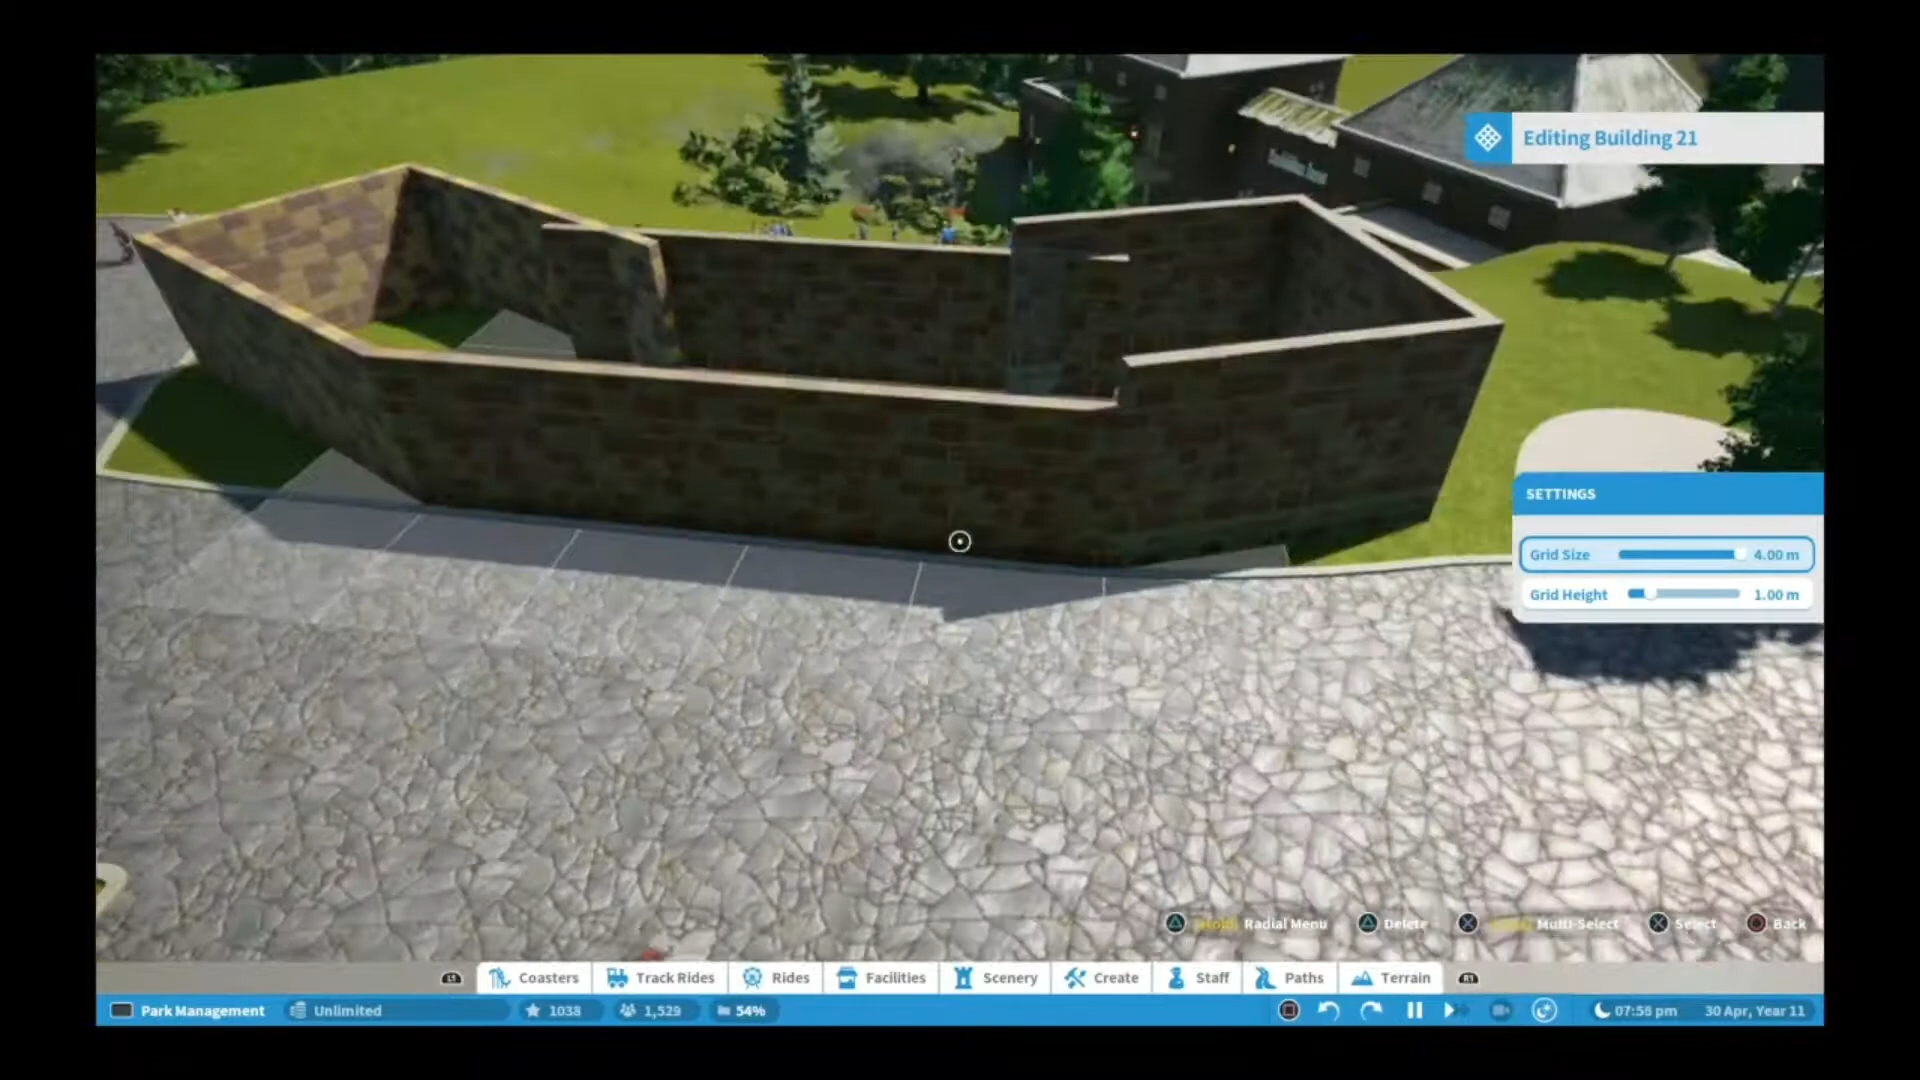 Editing Building 21
SETTINGS
Grid Size 4.00 m
Grid Height 1.00 m
Radial Menu Delete Multi-Select Select Back
L1 Coasters Track Rides Rides Facilities Scenery Create Staff Paths Terrain R1
Park Management Unlimited 1038 1,529 54% 07:58 pm 30 Apr, Year 11